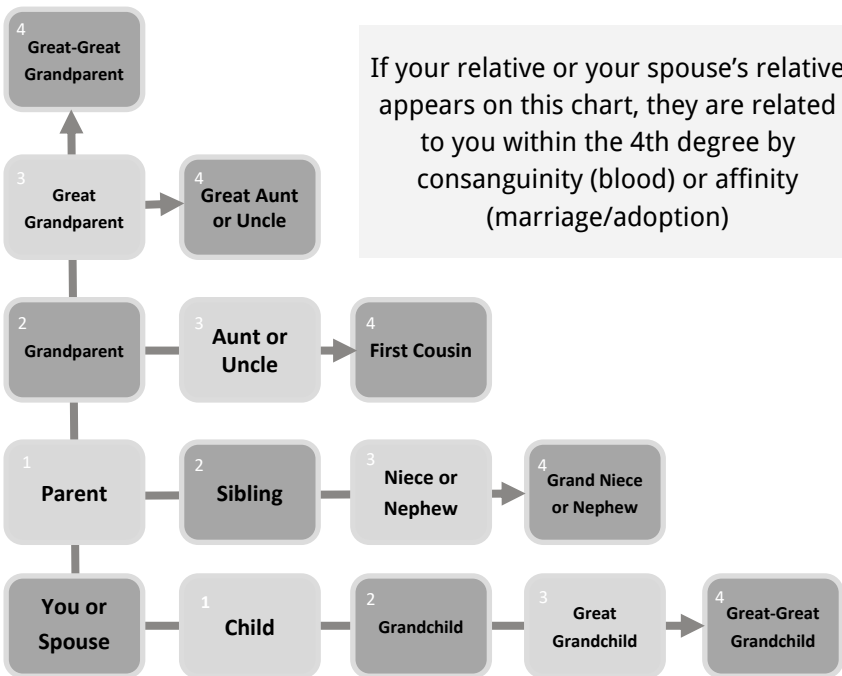 4
Great-Great
Grandparent
If your relative or your spouse's relative
appears on this chart, they are related
to you within the 4th degree by
consanguinity (blood) or affinity
(marriage/adoption)
3
Great
Grandparent
4
Great Aunt
or Uncle
2
Grandparent
3
Aunt or
Uncle
4
First Cousin
1
Parent
2
Sibling
3
Niece or
Nephew
4
Grand Niece
or Nephew
You or
Spouse
1
Child
2
Grandchild
3
Great
Grandchild
4
Great-Great
Grandchild